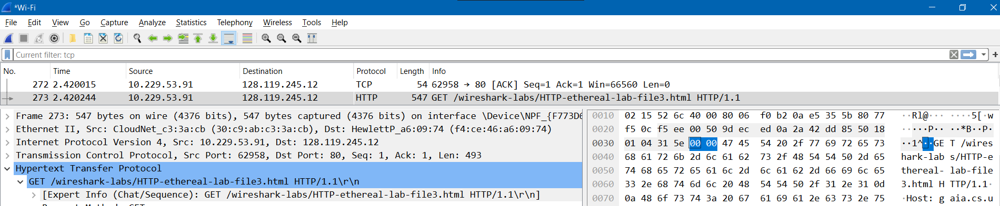 *Wi-Fi
File Edit View Go Capture Analyze Statistics Telephony Wireless Tools Help
Current filter: tcp
No. Time Source Destination Protocol Length Info
272 2.420015 10.229.53.91 128.119.245.12 TCP 54 62958 → 80 [ACK] Seq=1 Ack=1 Win=66560 Len=0
273 2.420244 10.229.53.91 128.119.245.12 HTTP 547 GET /wireshark-labs/HTTP-ethereal-lab-file3.html HTTP/1.1
Frame 273: 547 bytes on wire (4376 bits), 547 bytes captured (4376 bits) on interface \Device\NPF_{F773D6
Ethernet II, Src: CloudNet_c3:3a:cb (30:c9:ab:c3:3a:cb), Dst: HewlettP_a6:09:74 (f4:ce:46:a6:09:74)
Internet Protocol Version 4, Src: 10.229.53.91, Dst: 128.119.245.12
Transmission Control Protocol, Src Port: 62958, Dst Port: 80, Seq: 1, Ack: 1, Len: 493
Hypertext Transfer Protocol
GET /wireshark-labs/HTTP-ethereal-lab-file3.html HTTP/1.1\r\n
[Expert Info (Chat/Sequence): GET /wireshark-labs/HTTP-ethereal-lab-file3.html HTTP/1.1\r\n]
0010 02 15 52 6c 40 00 80 06 f0 b2 0a e5 35 5b 80 77 ··Rl@··· ····5[·w
0020 f5 0c f5 ee 00 50 9d ec ed 0a 2a 42 dd 85 50 18 ·····P·· ··*B··P·
0030 01 04 31 5e 00 00 47 45 54 20 2f 77 69 72 65 73 ··1^··GE T /wires
0040 68 61 72 6b 2d 6c 61 62 73 2f 48 54 54 50 2d 65 hark-lab s/HTTP-e
0050 74 68 65 72 65 61 6c 2d 6c 61 62 2d 66 69 6c 65 thereal- lab-file
0060 33 2e 68 74 6d 6c 20 48 54 54 50 2f 31 2e 31 0d 3.html H TTP/1.1·
0070 0a 48 6f 73 74 3a 20 67 61 69 61 2e 63 73 2e 75 ·Host: g aia.cs.u